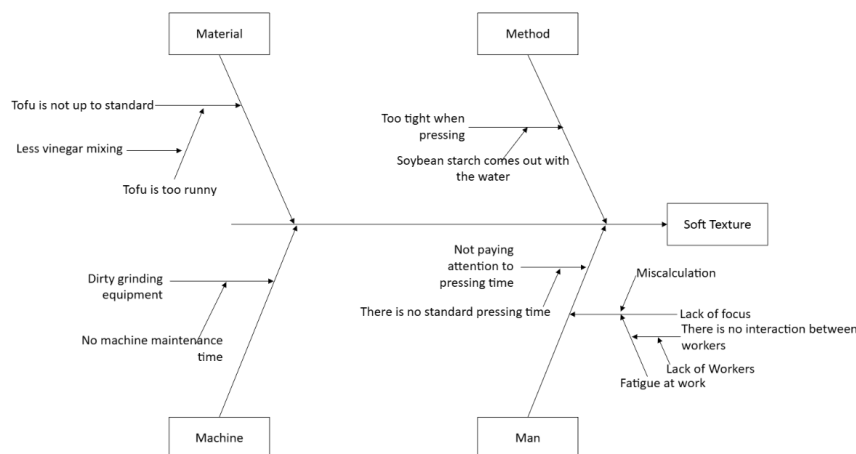 Material
Method
Tofu is not up to standard
Less vinegar mixing
Tofu is too runny
Too tight when
pressing
Soybean starch comes out with
the water
Soft Texture
Dirty grinding
equipment
No machine maintenance
time
Not paying
attention to
pressing time
There is no standard pressing time
Miscalculation
Lack of focus
There is no interaction between
workers
Lack of Workers
Fatigue at work
Machine
Man